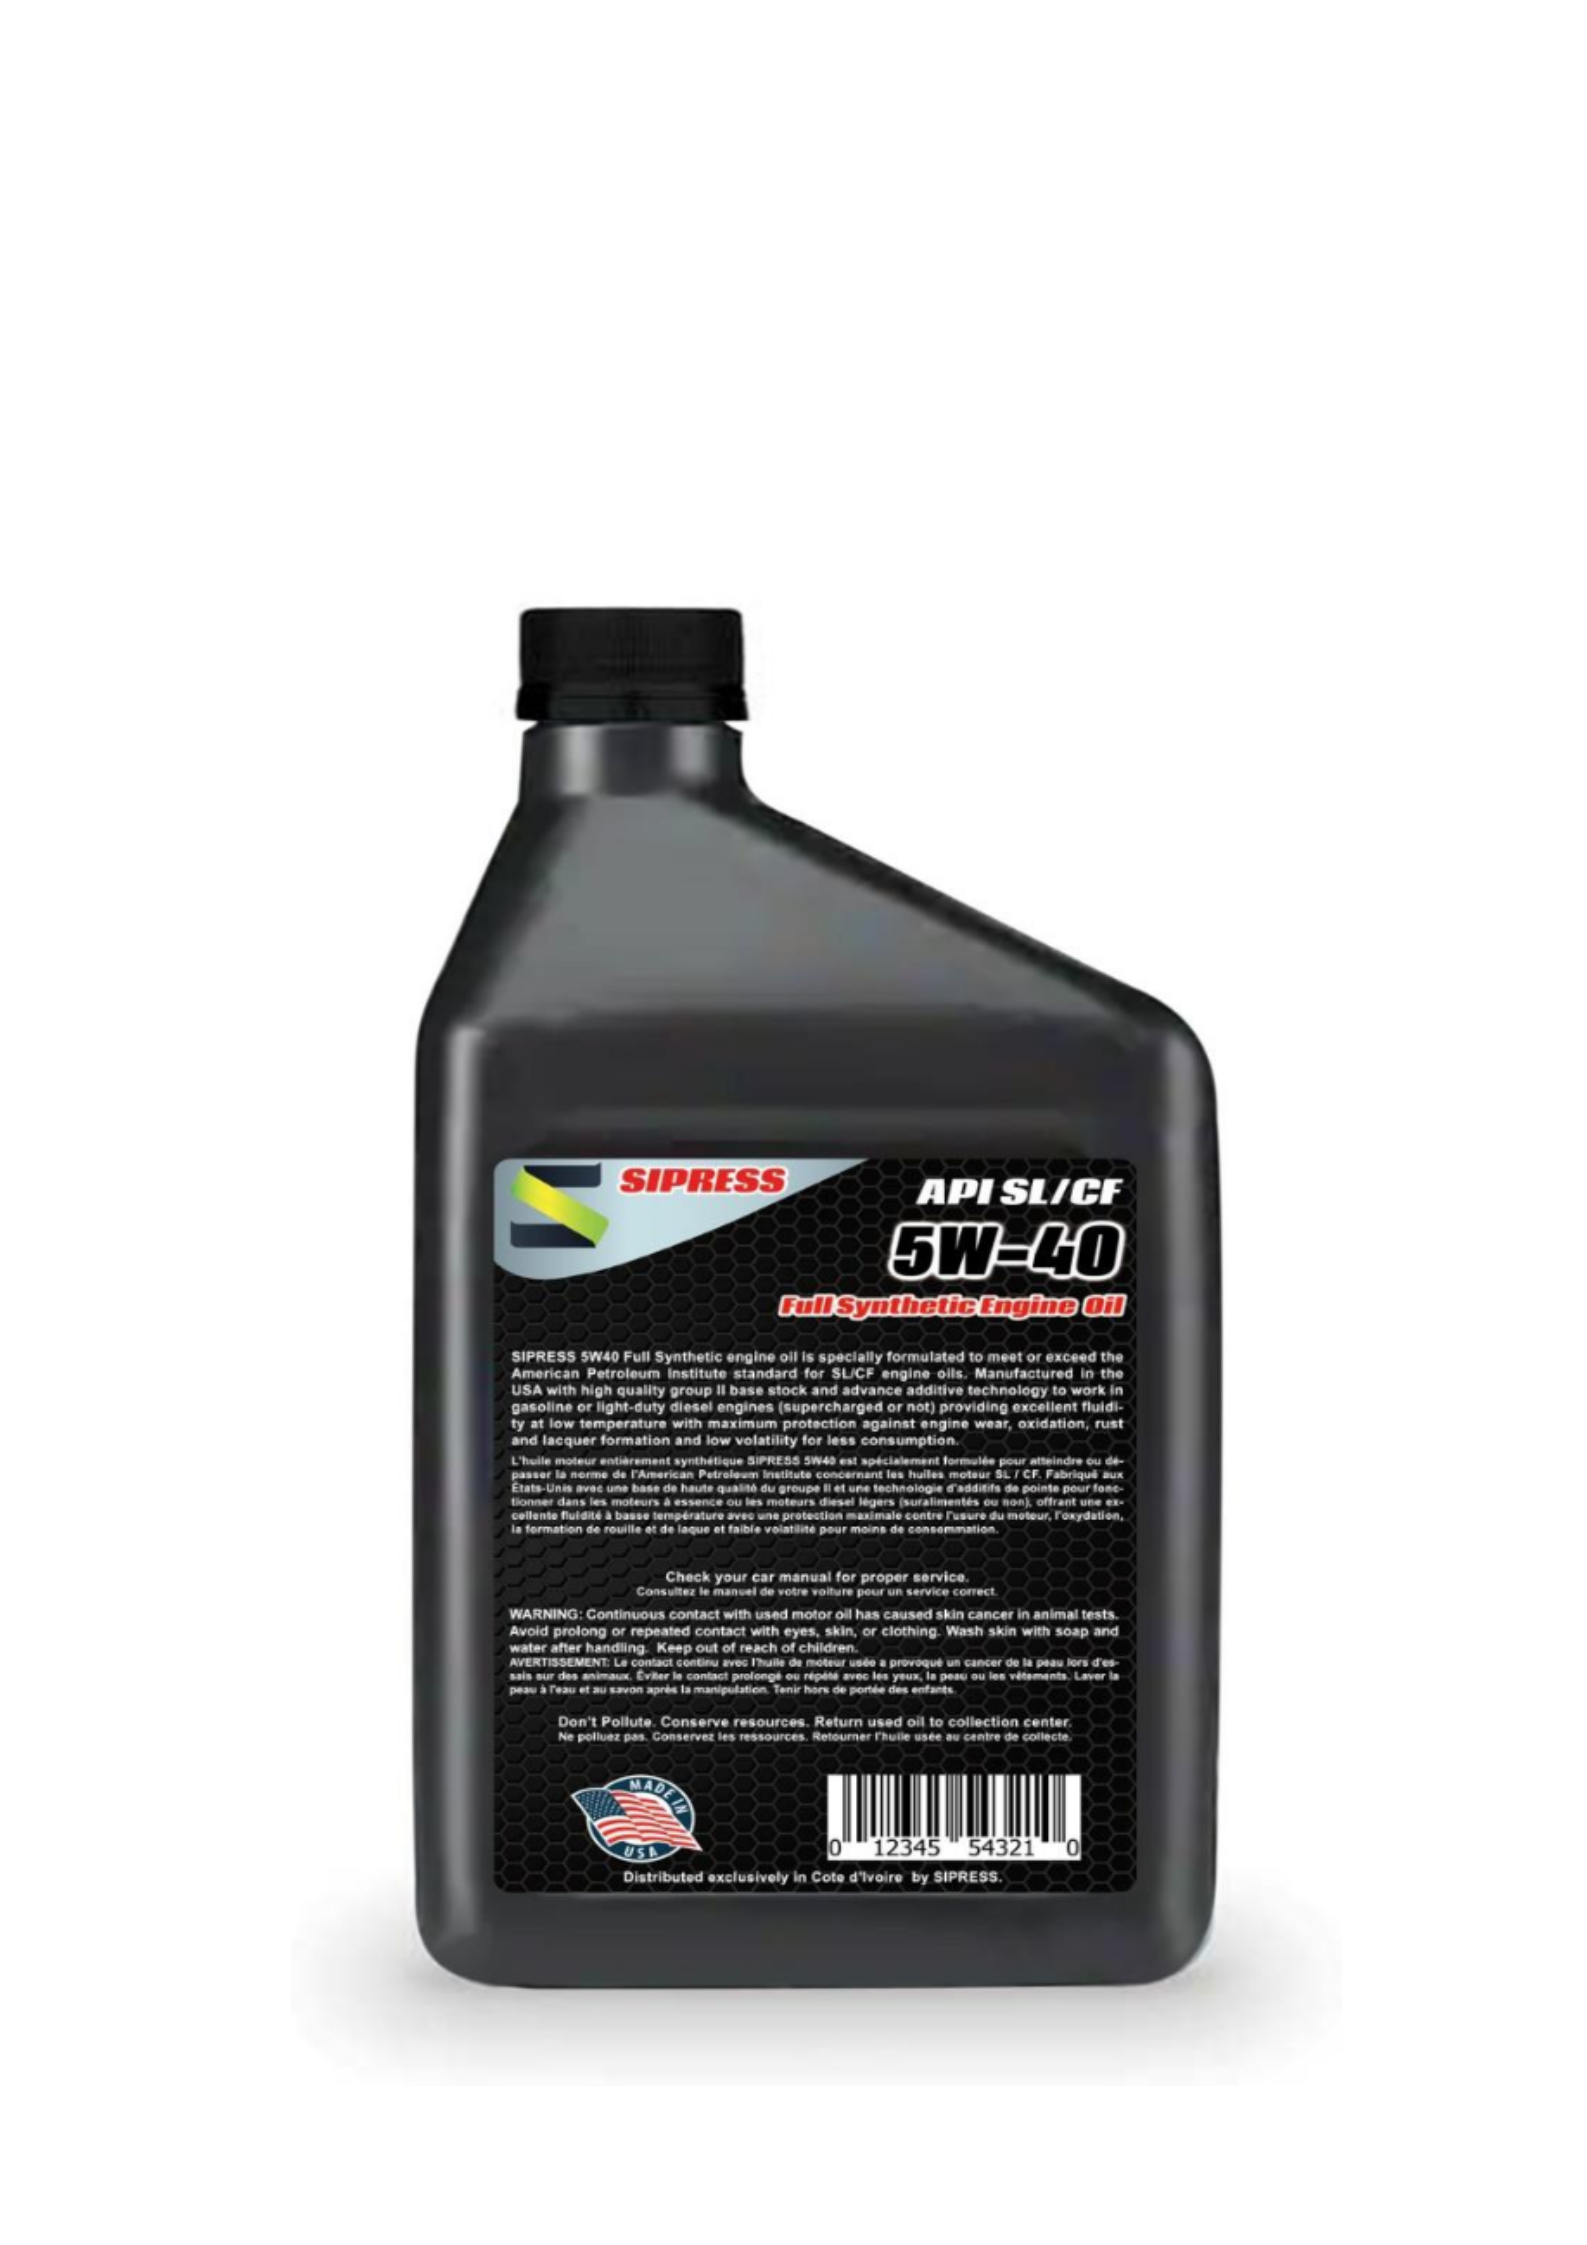 SIPRESS
API SL/CF
5W-40
Full Synthetic Engine Oil
SIPRESS 5W40 Full Synthetic engine oil is specially formulated to meet or exceed the
American Petroleum Institute standard for SL/CF engine oils. Manufactured in the
USA with high quality group II base stock and advance additive technology to work in
gasoline or light-duty diesel engines (supercharged or not) providing excellent fluidi-
ty at low temperature with maximum protection against engine wear, oxidation, rust
and lacquer formation and low volatility for less consumption.
L'huile moteur entièrement synthétique SIPRESS 5W40 est spécialement formulée pour atteindre ou dé-
passer la norme de l'American Petroleum Institute concernant les huiles moteur SL / CF. Fabriqué aux
États-Unis avec une base de haute qualité du groupe II et une technologie d'additifs de pointe pour fonc-
tionner dans les moteurs à essence ou les moteurs diesel légers (suralimentés ou non), offrant une ex-
cellente fluidité à basse température avec une protection maximale contre l'usure du moteur, l'oxydation,
la formation de rouille et de laque et faible volatilité pour moins de consommation.
Check your car manual for proper service.
Consultez le manuel de votre voiture pour un service correct.
WARNING: Continuous contact with used motor oil has caused skin cancer in animal tests.
Avoid prolong or repeated contact with eyes, skin, or clothing. Wash skin with soap and
water after handling. Keep out of reach of children.
AVERTISSEMENT: Le contact continu avec l'huile de moteur usée a provoqué un cancer de la peau lors d'es-
sais sur des animaux. Éviter le contact prolongé ou répété avec les yeux, la peau ou les vêtements. Laver la
peau à l'eau et au savon après la manipulation. Tenir hors de portée des enfants.
Don't Pollute. Conserve resources. Return used oil to collection center.
Ne polluez pas. Conservez les ressources. Retourner l'huile usée au centre de collecte.
MADE IN
USA
0 12345 54321 0
Distributed exclusively in Cote d'Ivoire by SIPRESS.